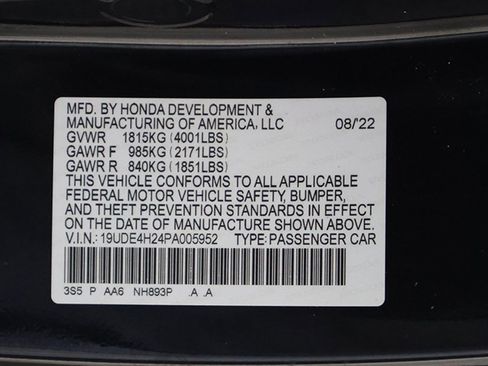 MFD. BY HONDA DEVELOPMENT &
MANUFACTURING OF AMERICA, LLC 08/'22
GVWR 1815KG (4001LBS)
GAWR F 985KG (2171LBS)
GAWR R 840KG (1851LBS)
THIS VEHICLE CONFORMS TO ALL APPLICABLE
FEDERAL MOTOR VEHICLE SAFETY, BUMPER,
AND THEFT PREVENTION STANDARDS IN EFFECT
ON THE DATE OF MANUFACTURE SHOWN ABOVE.
V.I.N.: 19UDE4H24PA005952 TYPE: PASSENGER CAR
3S5 P AA6 NH893P .A .A